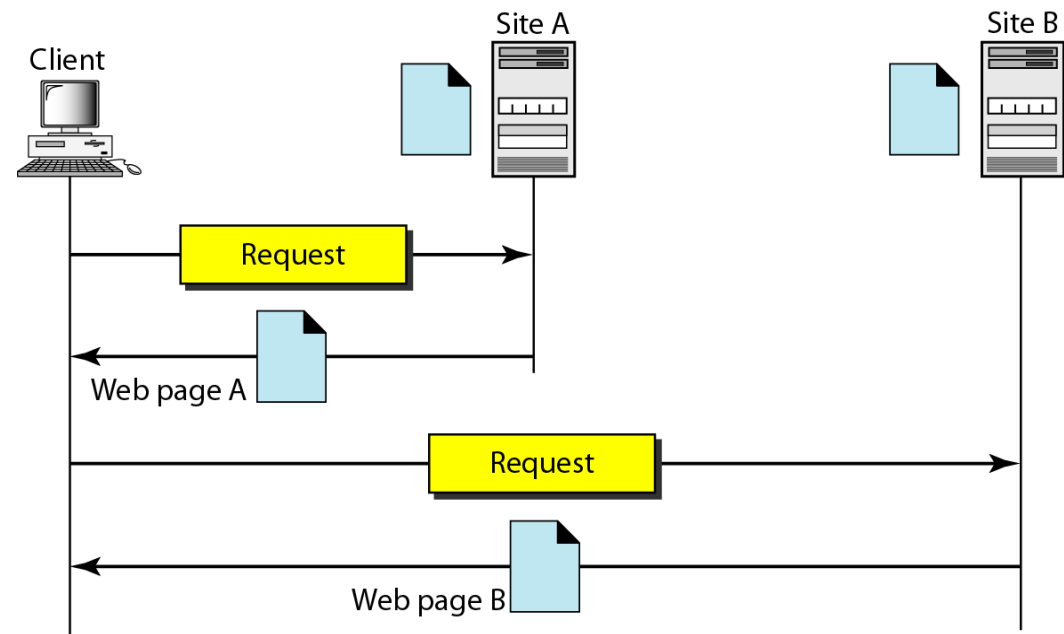 Site A
Site B
Client
Request
Web page A
Request
Web page B